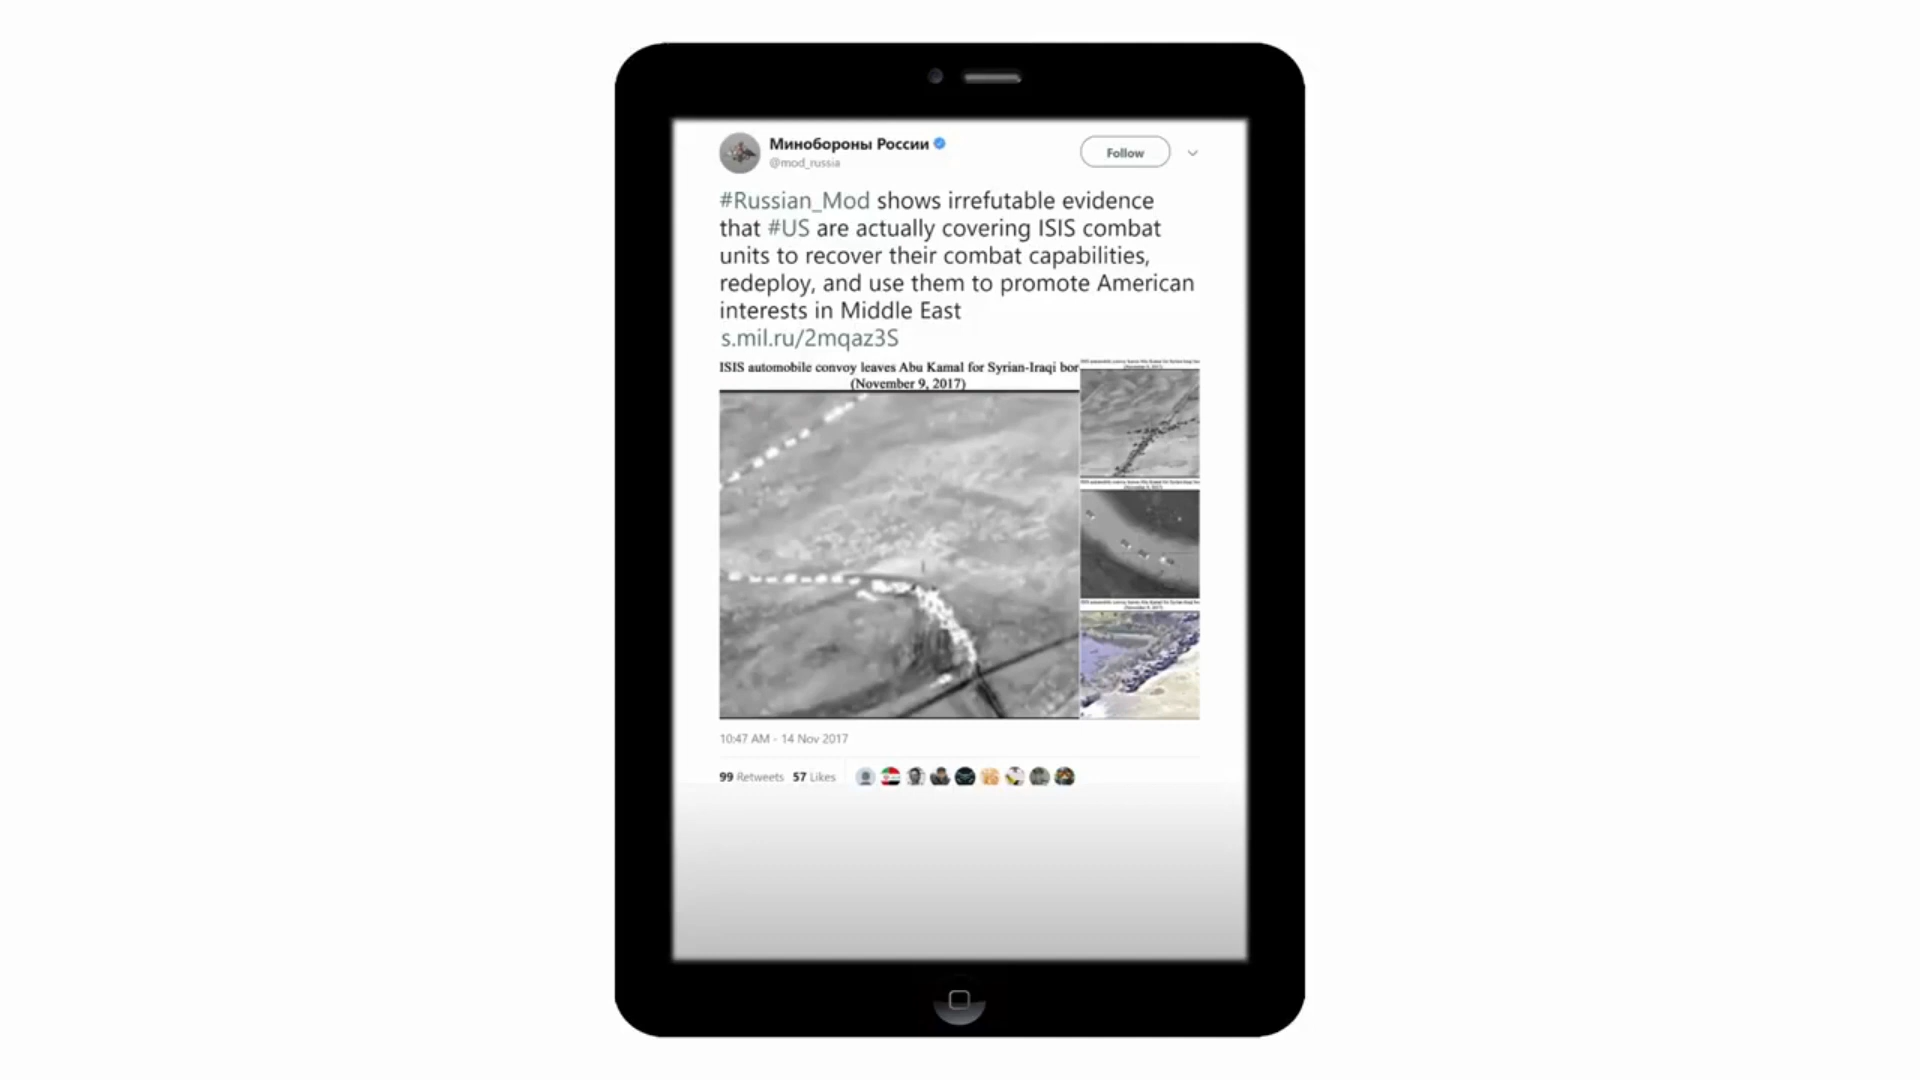 Минобороны России
@mod_russia
Follow
#Russian_Mod shows irrefutable evidence
that #US are actually covering ISIS combat
units to recover their combat capabilities,
redeploy, and use them to promote American
interests in Middle East
s.mil.ru/2mqaz3S
ISIS automobile convoy leaves Abu Kamal for Syrian-Iraqi bor
(November 9, 2017)
10:47 AM - 14 Nov 2017
99 Retweets 57 Likes